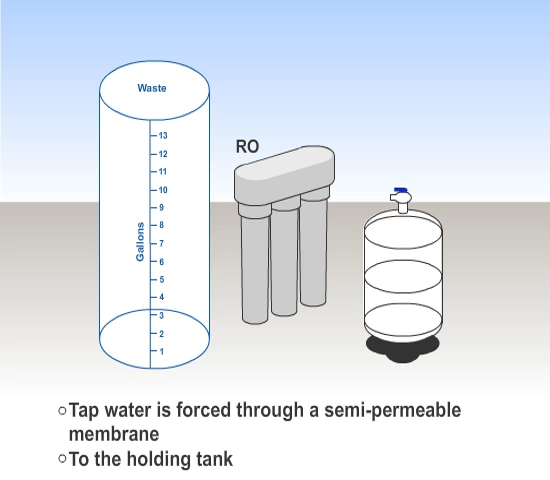 Waste
RO
13
12
11
10
9
8
7
6
5
4
3
2
1
Gallons
○Tap water is forced through a semi-permeable
membrane
○To the holding tank